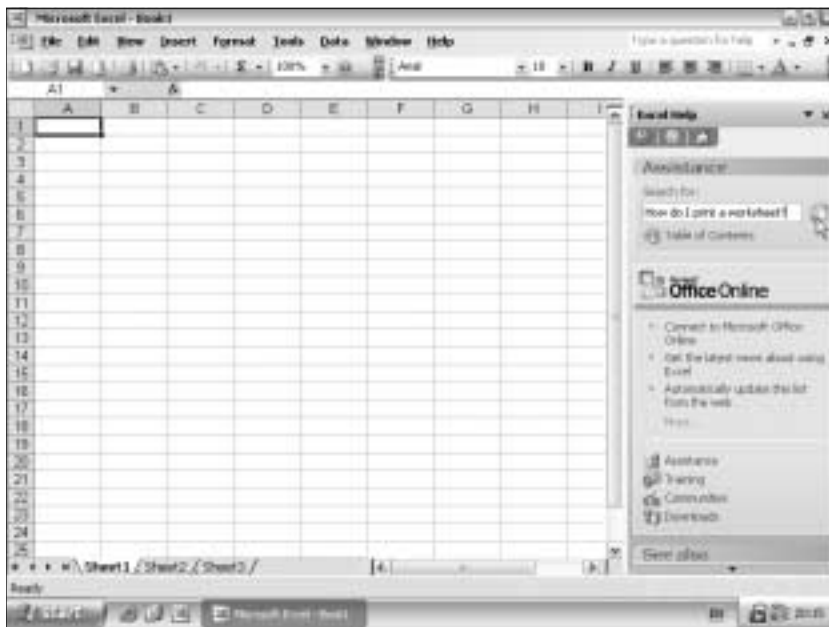 Microsoft Excel - Book1
File Edit View Insert Format Tools Data Window Help
Type a question for help
Σ 100% Arial 10 B I U A
A1
A B C D E F G H I
1
2
3
4
5
6
7
8
9
10
11
12
13
14
15
16
17
18
19
20
21
22
23
24
25
Sheet1 / Sheet2 / Sheet3 /
Ready
Excel Help
Assistance
Search for:
How do I print a worksheet?
Table of Contents
Office Online
Connect to Microsoft Office
Online
Get the latest news about using
Excel
Automatically update this list
from the web
More...
Assistance
Training
Communities
Downloads
See also
start
Microsoft Excel - Book1
EN